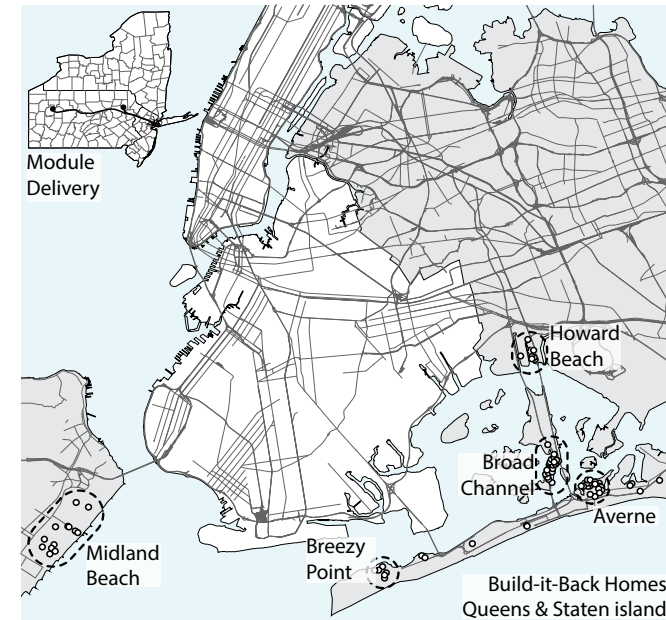 Module
Delivery
Howard
Beach
Broad
Channel
Averne
Midland
Beach
Breezy
Point
Build-it-Back Homes
Queens & Staten island